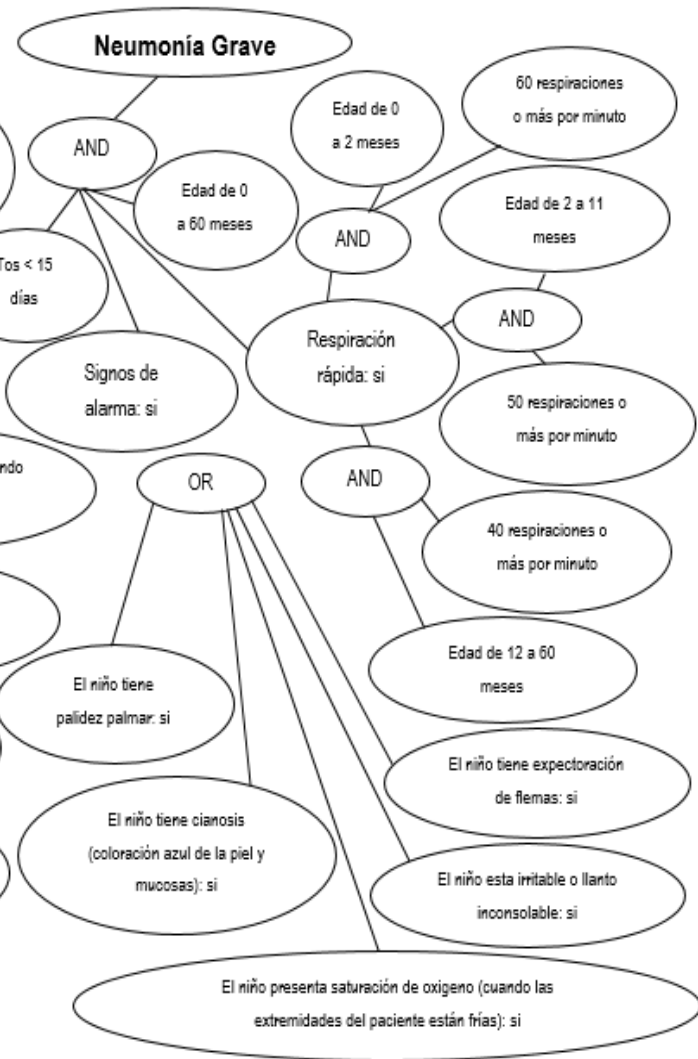 Neumonía Grave
AND
Edad de 0
a 60 meses
Tos < 15
días
Signos de
alarma: si
Edad de 0
a 2 meses
60 respiraciones
o más por minuto
AND
Edad de 2 a 11
meses
AND
Respiración
rápida: si
50 respiraciones o
más por minuto
AND
40 respiraciones o
más por minuto
Edad de 12 a 60
meses
OR
El niño tiene
palidez palmar: si
El niño tiene cianosis
(coloración azul de la piel y
mucosas): si
El niño tiene expectoración
de flemas: si
El niño esta irritable o llanto
inconsolable: si
El niño presenta saturación de oxigeno (cuando las
extremidades del paciente están frías): si